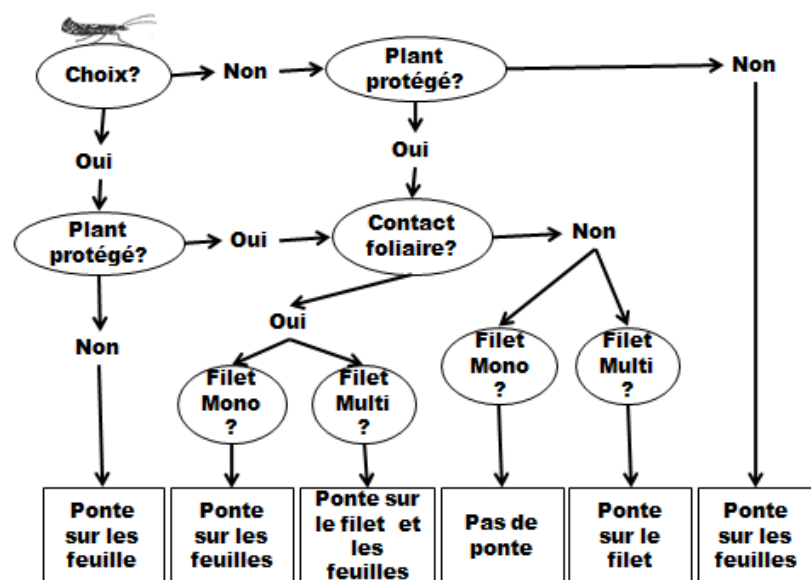 Choix?
Non
Plant
protégé?
Non
Oui
Oui
Plant
protégé?
Oui
Contact
foliaire?
Non
Non
Oui
Filet
Mono
?
Filet
Multi
?
Filet
Mono
?
Filet
Multi
?
Ponte
sur les
feuille
Ponte
sur les
feuilles
Ponte sur
le filet et
les
feuilles
Pas de
ponte
Ponte
sur le
filet
Ponte
sur les
feuilles